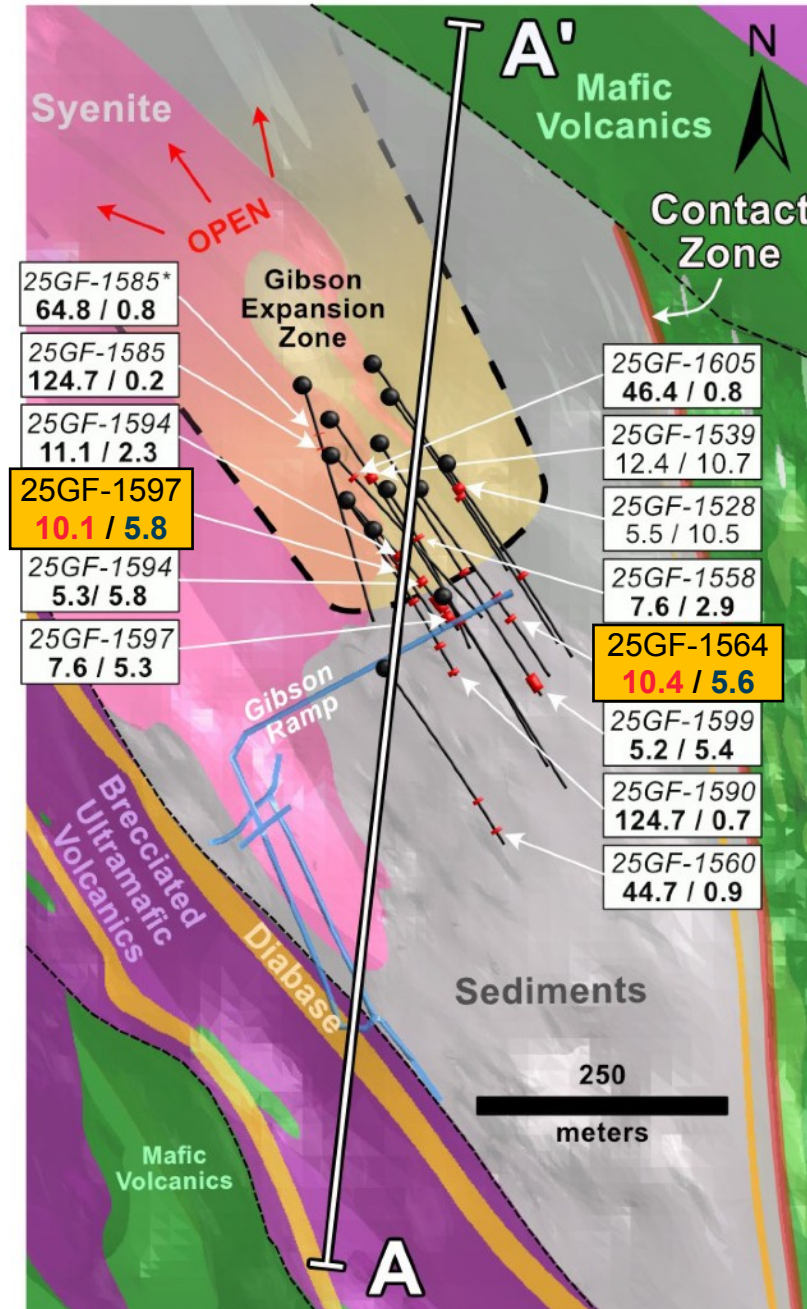 A'
N
Mafic
Volcanics
Syenite
OPEN
Contact
Zone
Gibson
Expansion
Zone
25GF-1585*
64.8 / 0.8
25GF-1585
124.7 / 0.2
25GF-1594
11.1 / 2.3
25GF-1597
10.1 / 5.8
25GF-1594
5.3/ 5.8
25GF-1597
7.6 / 5.3
25GF-1605
46.4 / 0.8
25GF-1539
12.4 / 10.7
25GF-1528
5.5 / 10.5
25GF-1558
7.6 / 2.9
25GF-1564
10.4 / 5.6
25GF-1599
5.2 / 5.4
25GF-1590
124.7 / 0.7
25GF-1560
44.7 / 0.9
Gibson
Ramp
Brecciated
Ultramafic
Volcanics
Diabase
Sediments
250
meters
Mafic
Volcanics
A